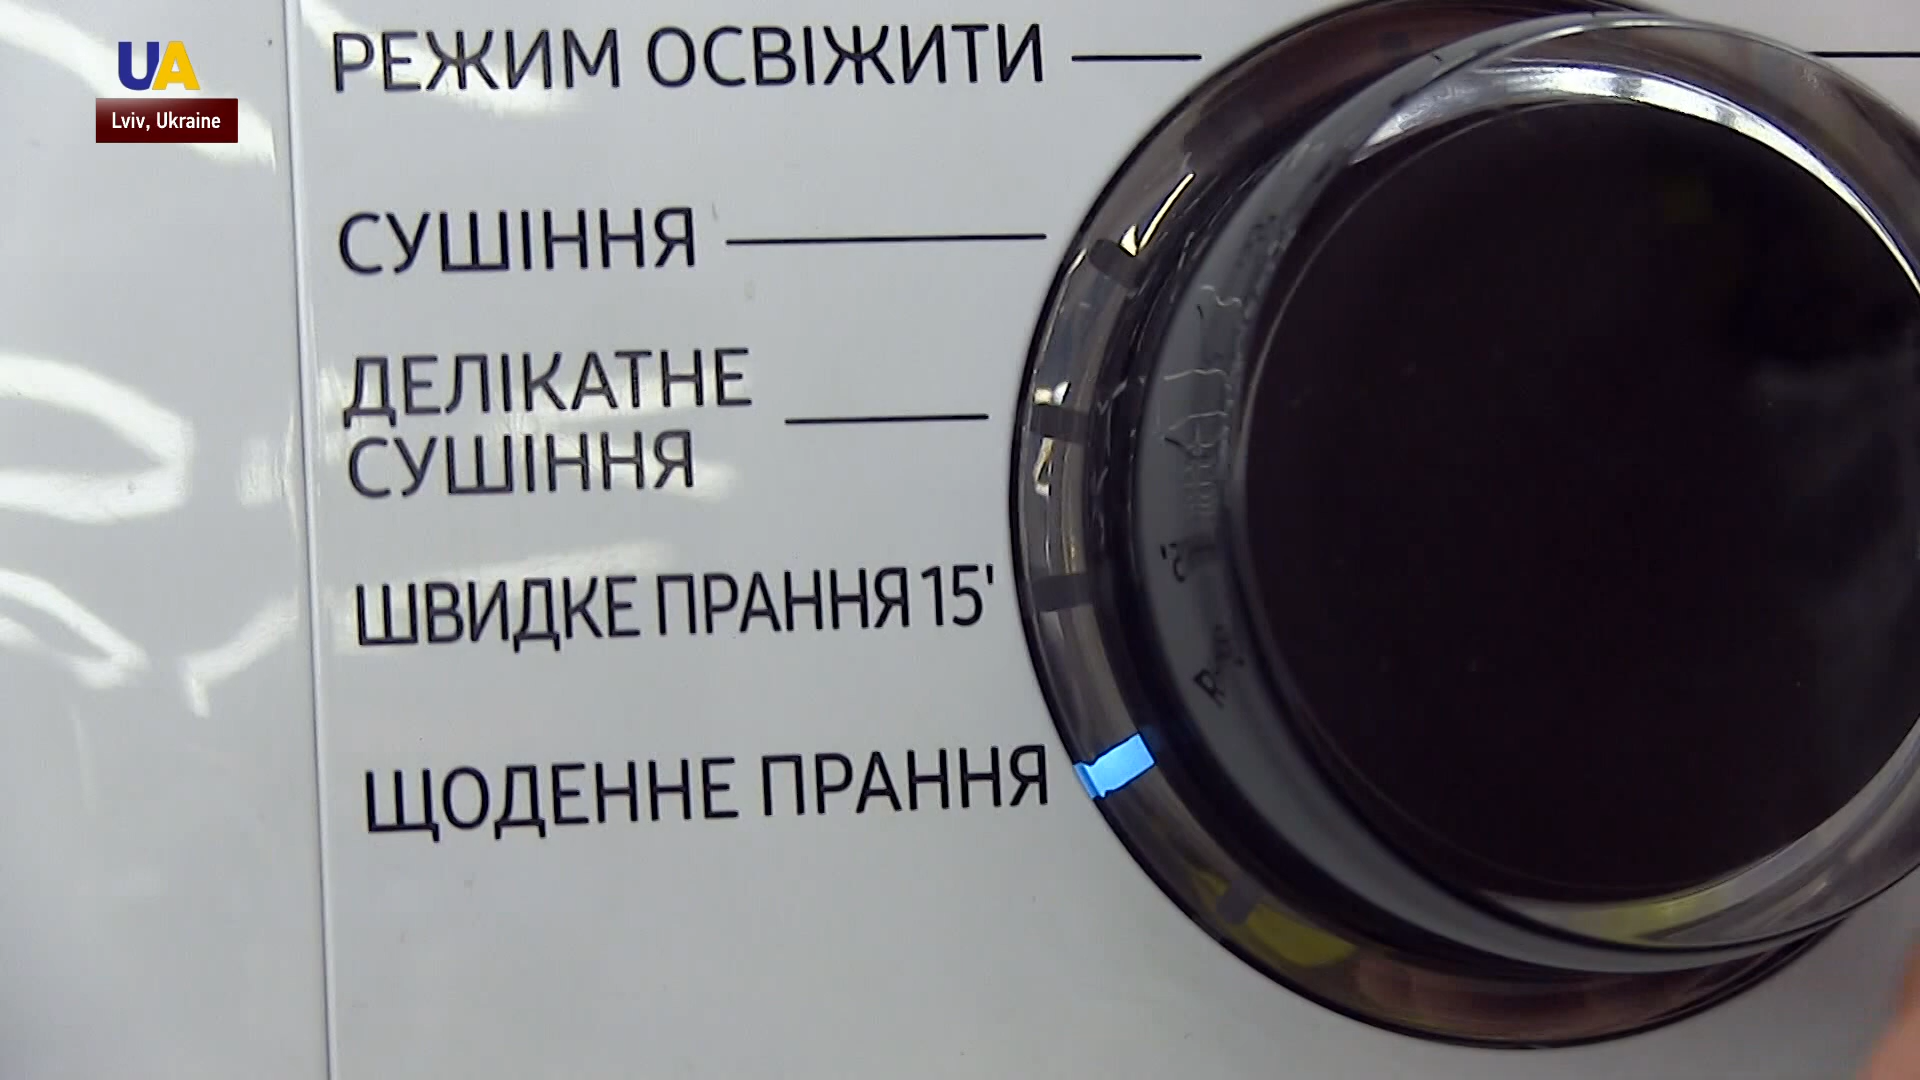 UA
Lviv, Ukraine
РЕЖИМ ОСВІЖИТИ
СУШІННЯ
ДЕЛІКАТНЕ
СУШІННЯ
ШВИДКЕ ПРАННЯ 15'
ЩОДЕННЕ ПРАННЯ